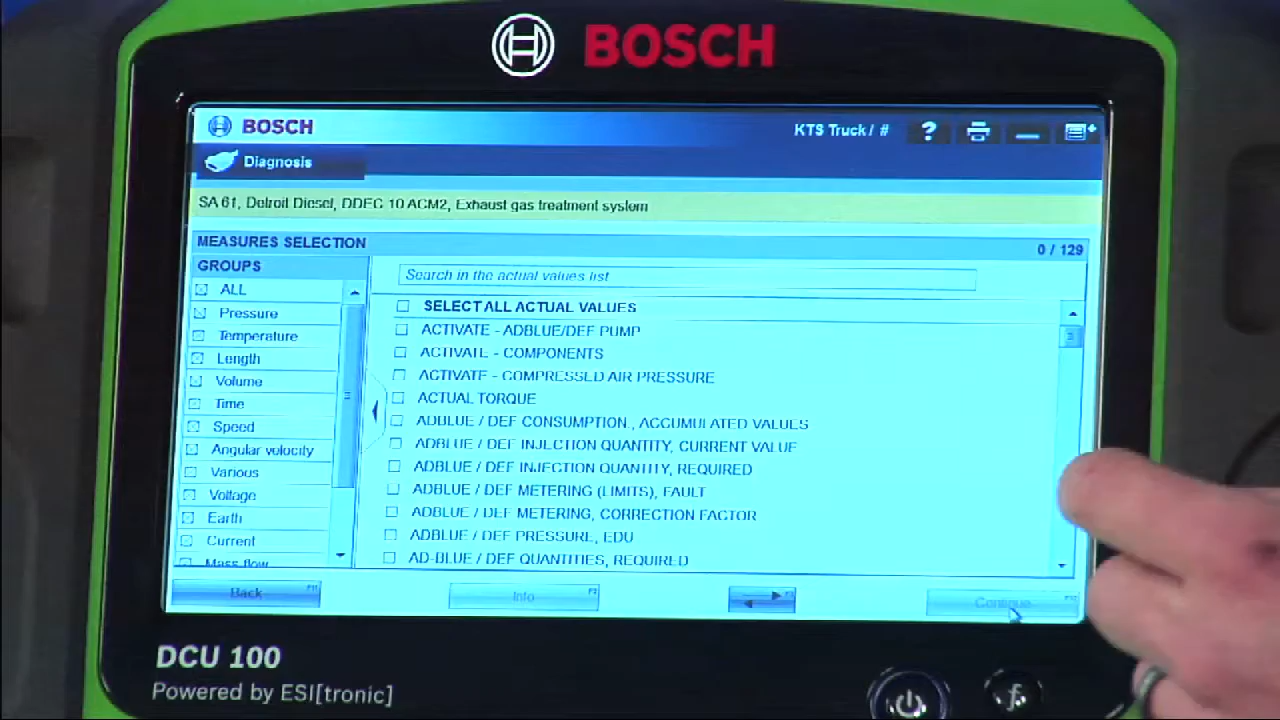 BOSCH
BOSCH
KTS Truck / #
?
Diagnosis
SA 61, Detroit Diesel, DDEC 10 ACM2, Exhaust gas treatment system
MEASURES SELECTION
0 / 129
GROUPS
ALL
Pressure
Temperature
Length
Volume
Time
Speed
Angular velocity
Various
Voltage
Earth
Current
Mass flow
Search in the actual values list
SELECT ALL ACTUAL VALUES
ACTIVATE - ADBLUE/DEF PUMP
ACTIVATE - COMPONENTS
ACTIVATE - COMPRESSED AIR PRESSURE
ACTUAL TORQUE
ADBLUE / DEF CONSUMPTION, ACCUMULATED VALUES
ADBLUE / DEF INJECTION QUANTITY, CURRENT VALUE
ADBLUE / DEF INJECTION QUANTITY, REQUIRED
ADBLUE / DEF METERING (LIMITS), FAULT
ADBLUE / DEF METERING, CORRECTION FACTOR
ADBLUE / DEF PRESSURE, EDU
AD-BLUE / DEF QUANTITIES, REQUIRED
Back
Info
Continue
DCU 100
Powered by ESI[tronic]